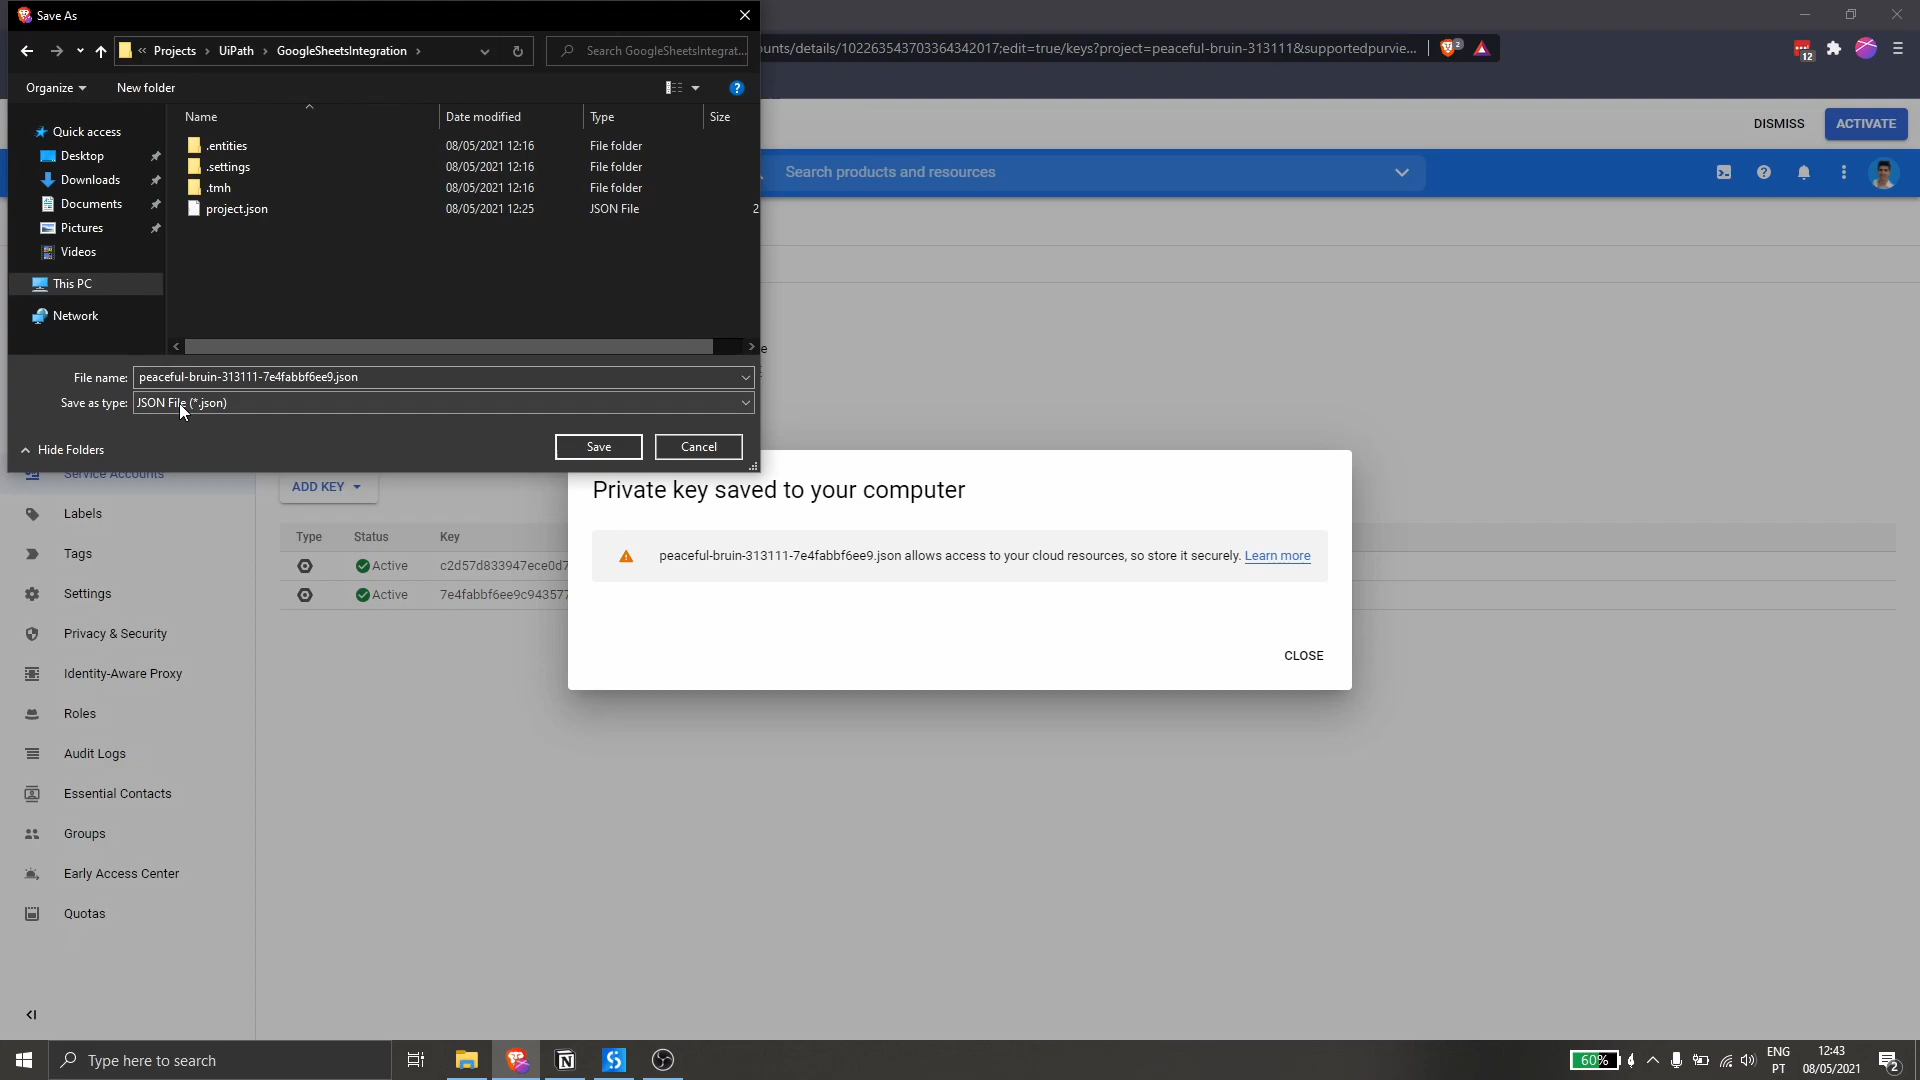 Save As
Projects › UiPath › GoogleSheetsIntegration ›
Search GoogleSheetsIntegrat...
unts/details/102263543703364342017;edit=true/keys?project=peaceful-bruin-313111&supportedpurvie...
2
12
Organize
New folder
Name
Date modified
Type
Size
.entities 08/05/2021 12:16 File folder
.settings 08/05/2021 12:16 File folder
.tmh 08/05/2021 12:16 File folder
project.json 08/05/2021 12:25 JSON File 2
Quick access
Desktop
Downloads
Documents
Pictures
Videos
This PC
Network
File name: peaceful-bruin-313111-7e4fabbf6ee9.json
Save as type: JSON File (*.json)
Hide Folders
Save
Cancel
DISMISS
ACTIVATE
Search products and resources
Service Accounts
Labels
Tags
Settings
Privacy & Security
Identity-Aware Proxy
Roles
Audit Logs
Essential Contacts
Groups
Early Access Center
Quotas
ADD KEY
Type Status Key
Active c2d57d833947ece0d7
Active 7e4fabbf6ee9c943577
Private key saved to your computer
peaceful-bruin-313111-7e4fabbf6ee9.json allows access to your cloud resources, so store it securely. Learn more
CLOSE
Type here to search
60%
ENG
PT
12:43
08/05/2021
2